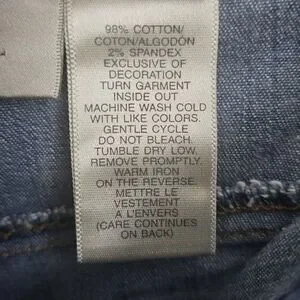 98% COTTON/
COTON/ALGODÓN
2% SPANDEX
EXCLUSIVE OF
DECORATION
TURN GARMENT
INSIDE OUT
MACHINE WASH COLD
WITH LIKE COLORS.
GENTLE CYCLE
DO NOT BLEACH.
TUMBLE DRY LOW.
REMOVE PROMPTLY.
WARM IRON
ON THE REVERSE.
METTRE LE
VESTEMENT
A L'ENVERS
(CARE CONTINUES
ON BACK)